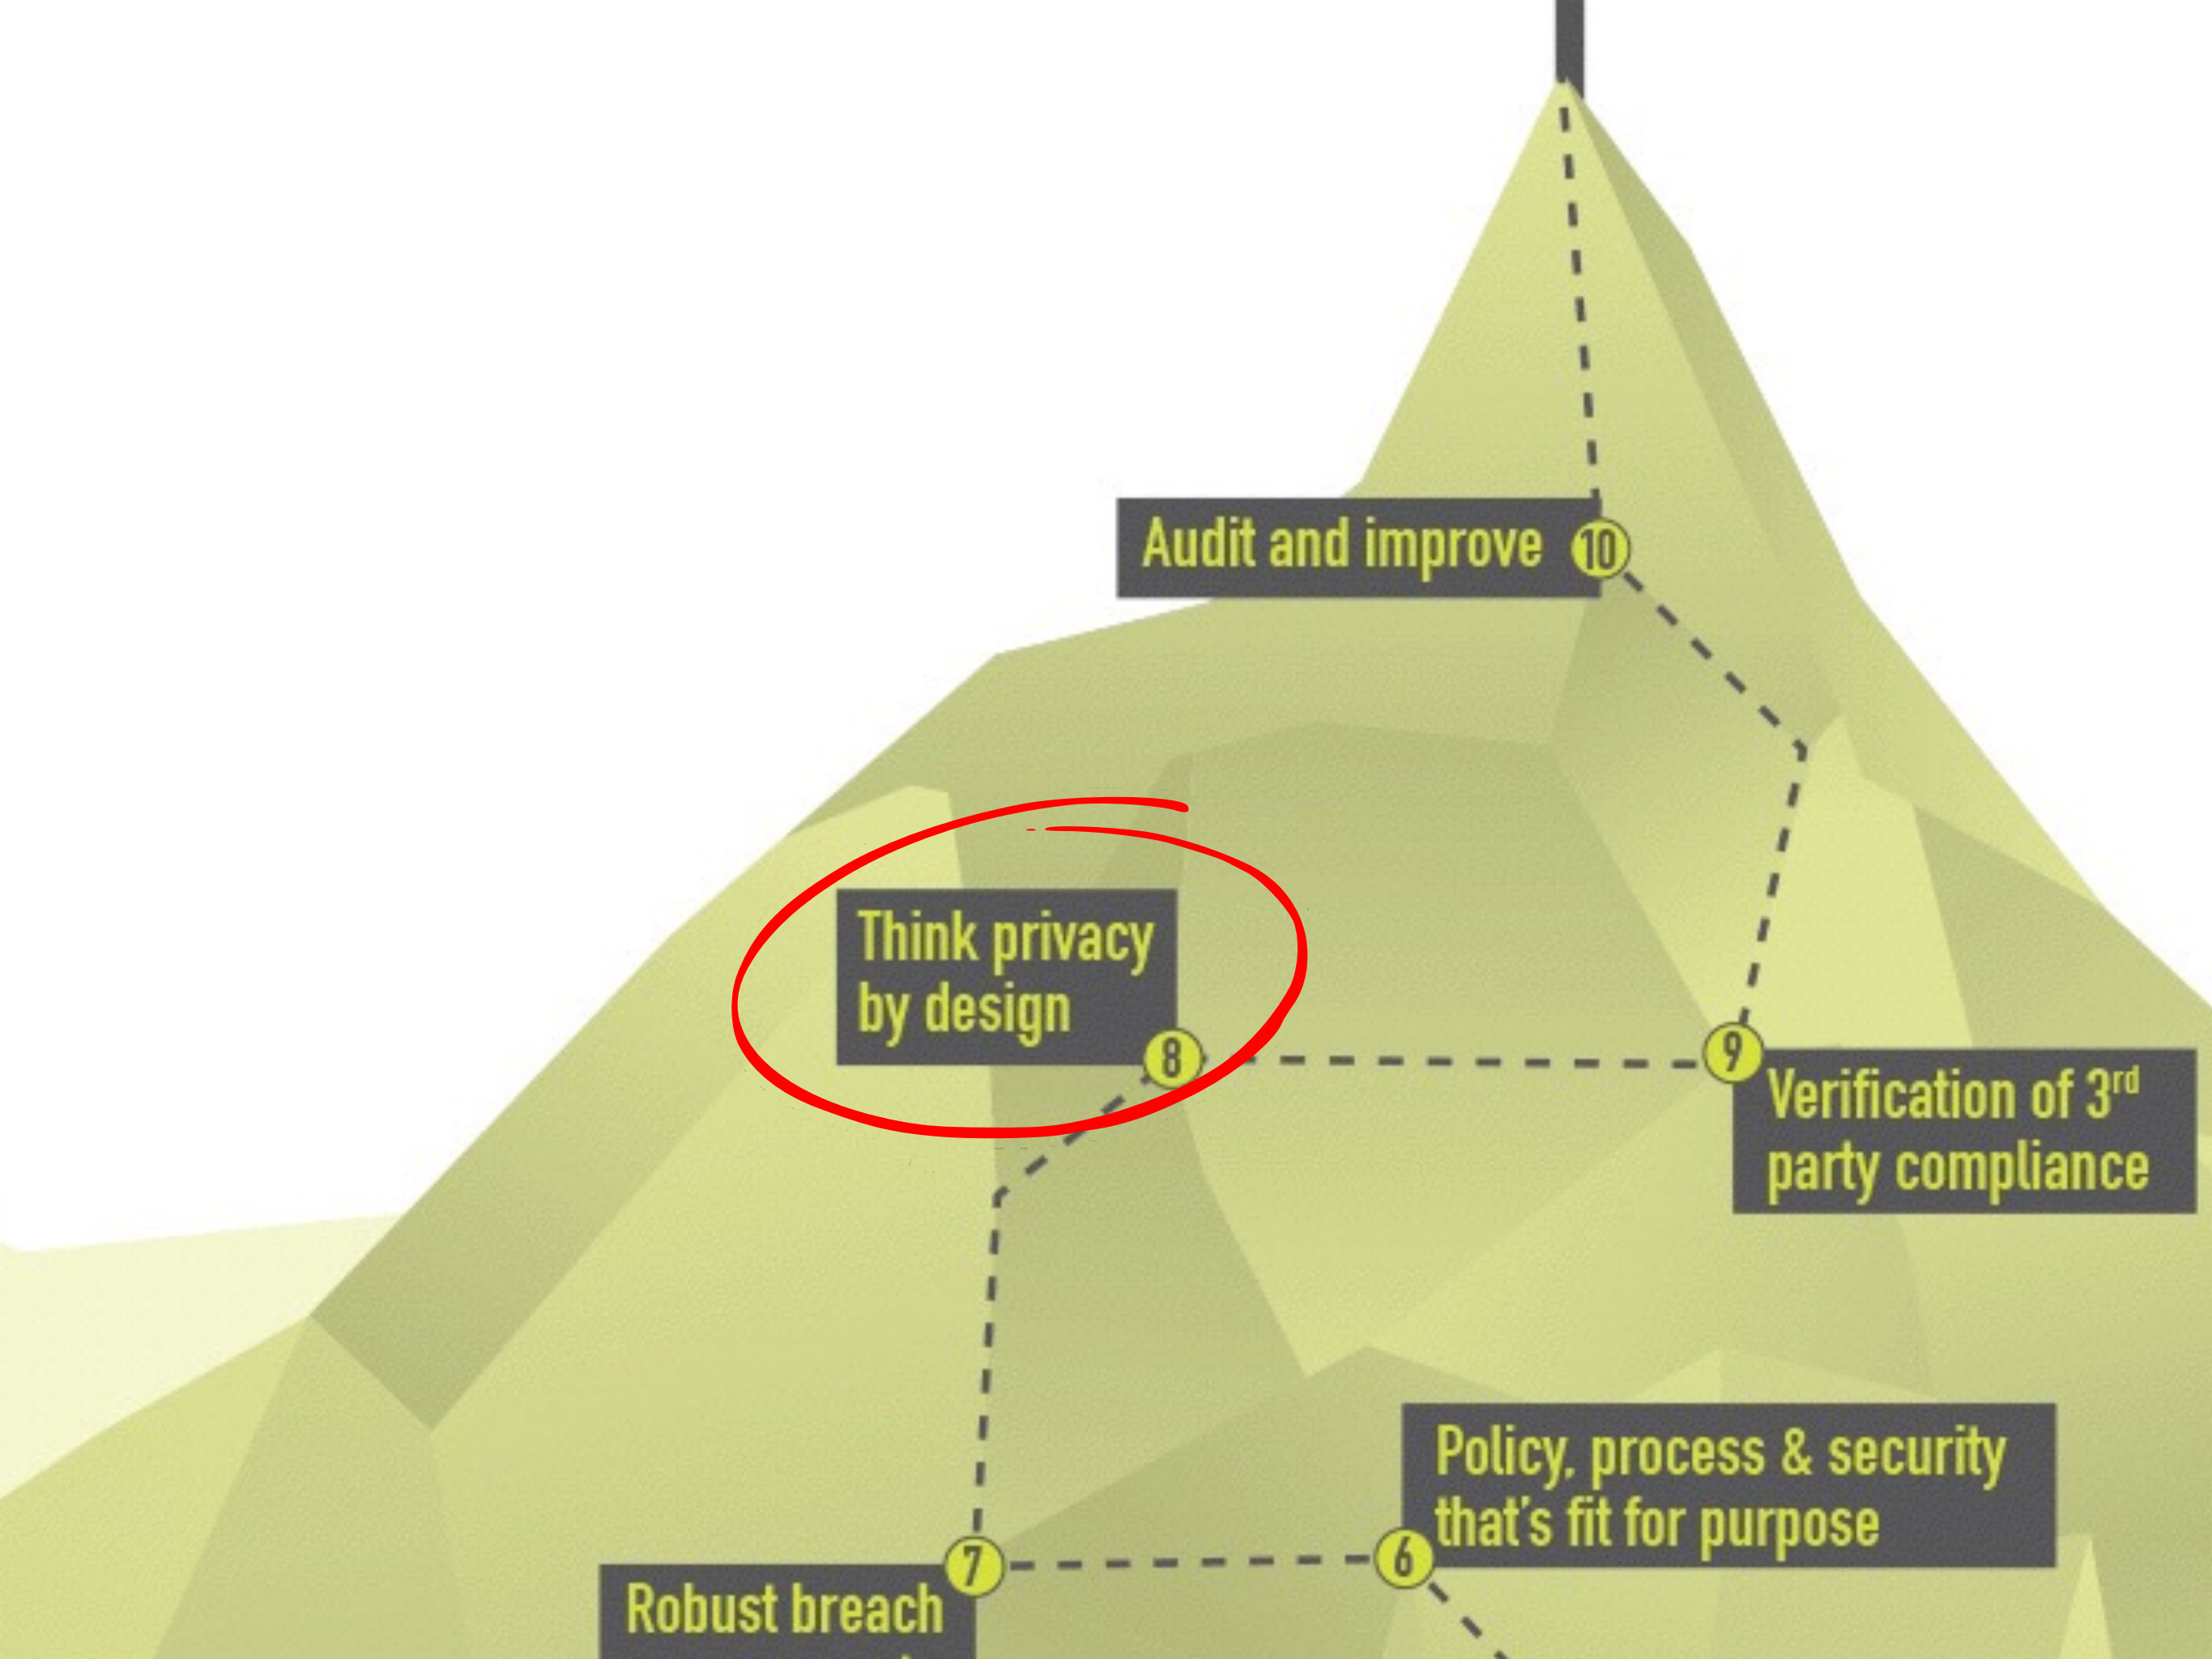 Audit and improve 10
Think privacy
by design
8
9
Verification of 3rd
party compliance
Policy, process & security
that's fit for purpose
6
7
Robust breach